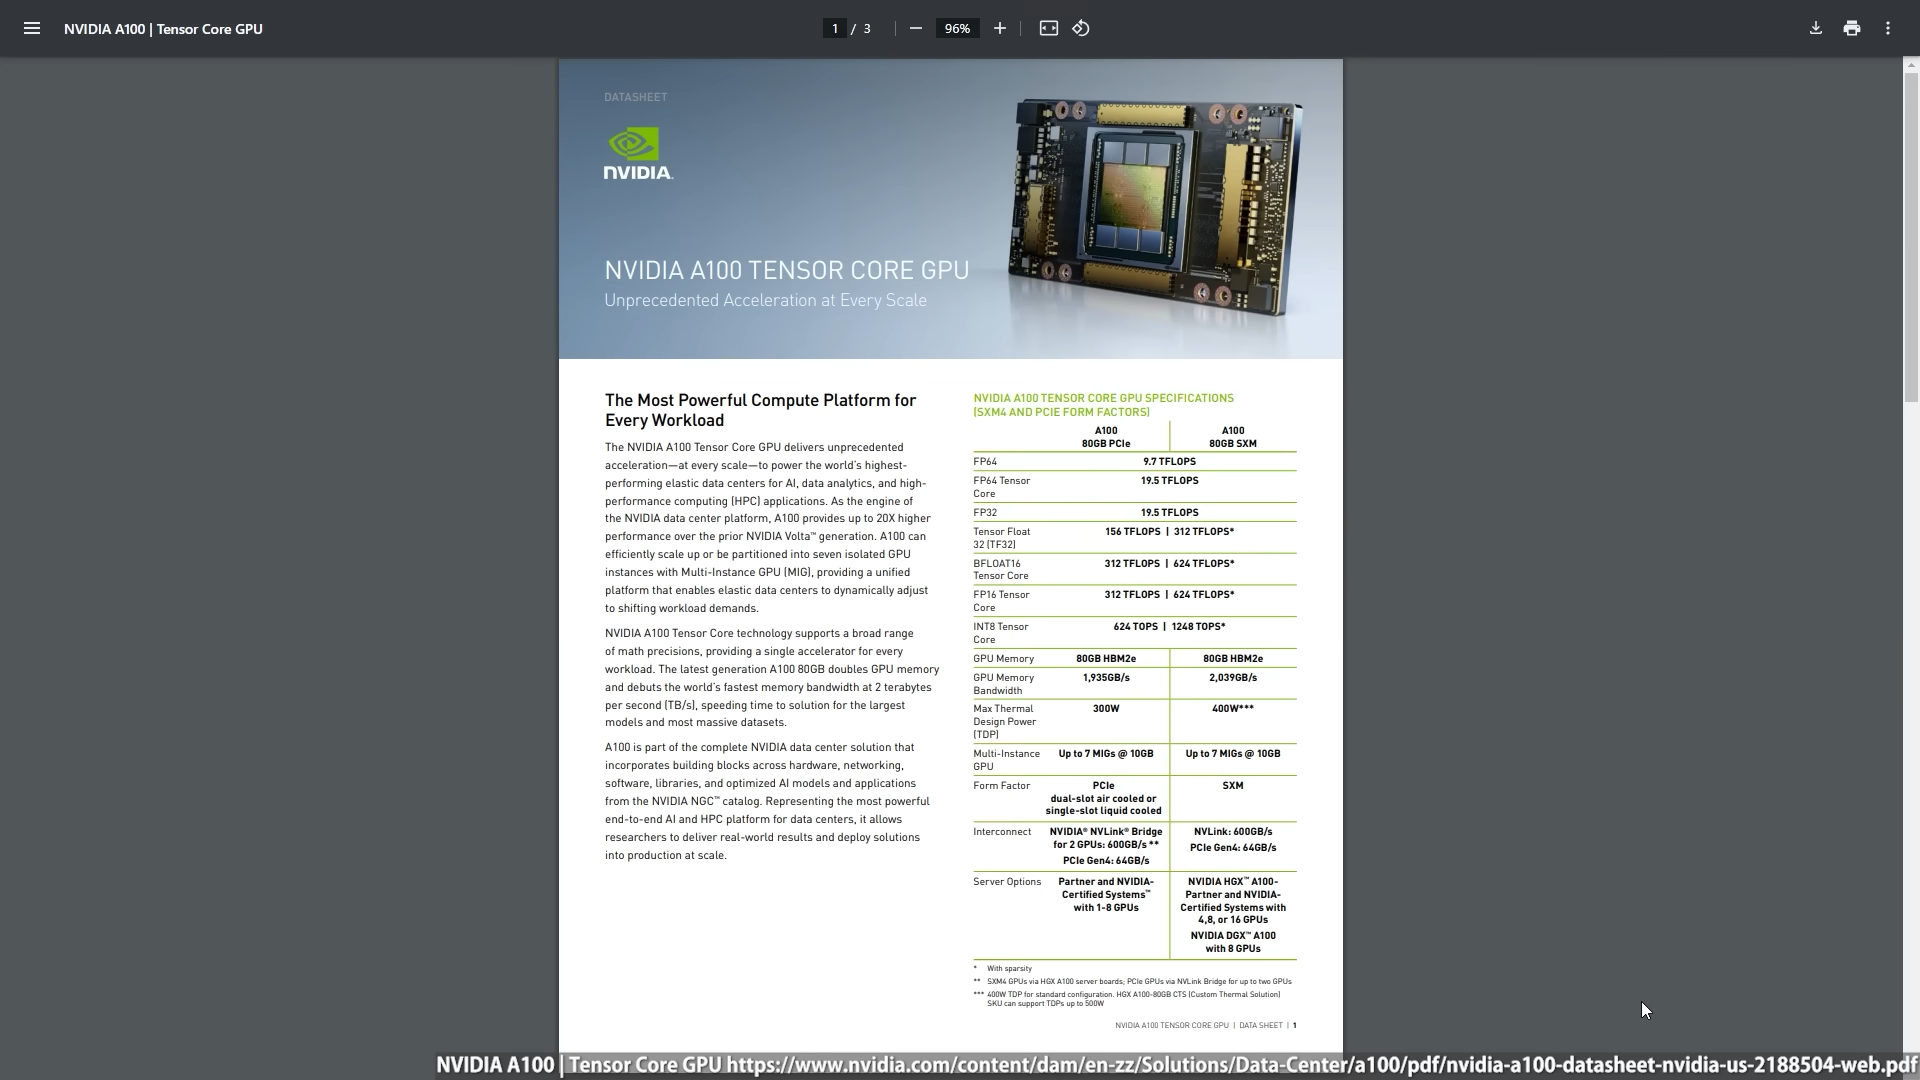 NVIDIA A100 | Tensor Core GPU
1 / 3
96%
DATASHEET
NVIDIA.
NVIDIA A100 TENSOR CORE GPU
Unprecedented Acceleration at Every Scale
The Most Powerful Compute Platform for
Every Workload
The NVIDIA A100 Tensor Core GPU delivers unprecedented
acceleration—at every scale—to power the world's highest-
performing elastic data centers for AI, data analytics, and high-
performance computing (HPC) applications. As the engine of
the NVIDIA data center platform, A100 provides up to 20X higher
performance over the prior NVIDIA Volta™ generation. A100 can
efficiently scale up or be partitioned into seven isolated GPU
instances with Multi-Instance GPU (MIG), providing a unified
platform that enables elastic data centers to dynamically adjust
to shifting workload demands.
NVIDIA A100 Tensor Core technology supports a broad range
of math precisions, providing a single accelerator for every
workload. The latest generation A100 80GB doubles GPU memory
and debuts the world's fastest memory bandwidth at 2 terabytes
per second (TB/s), speeding time to solution for the largest
models and most massive datasets.
A100 is part of the complete NVIDIA data center solution that
incorporates building blocks across hardware, networking,
software, libraries, and optimized AI models and applications
from the NVIDIA NGC™ catalog. Representing the most powerful
end-to-end AI and HPC platform for data centers, it allows
researchers to deliver real-world results and deploy solutions
into production at scale.
NVIDIA A100 TENSOR CORE GPU SPECIFICATIONS
(SXM4 AND PCIE FORM FACTORS)
A100 A100
80GB PCIe 80GB SXM
FP64 9.7 TFLOPS
FP64 Tensor 19.5 TFLOPS
Core
FP32 19.5 TFLOPS
Tensor Float 156 TFLOPS | 312 TFLOPS*
32 (TF32)
BFLOAT16 312 TFLOPS | 624 TFLOPS*
Tensor Core
FP16 Tensor 312 TFLOPS | 624 TFLOPS*
Core
INT8 Tensor 624 TOPS | 1248 TOPS*
Core
GPU Memory 80GB HBM2e 80GB HBM2e
GPU Memory 1,935GB/s 2,039GB/s
Bandwidth
Max Thermal 300W 400W***
Design Power
(TDP)
Multi-Instance Up to 7 MIGs @ 10GB Up to 7 MIGs @ 10GB
GPU
Form Factor PCIe SXM
dual-slot air cooled or
single-slot liquid cooled
Interconnect NVIDIA® NVLink® Bridge NVLink: 600GB/s
for 2 GPUs: 600GB/s ** PCIe Gen4: 64GB/s
PCIe Gen4: 64GB/s
Server Options Partner and NVIDIA- NVIDIA HGX™ A100-
Certified Systems™ Partner and NVIDIA-
with 1-8 GPUs Certified Systems with
4,8, or 16 GPUs
NVIDIA DGX™ A100
with 8 GPUs
* With sparsity
** SXM4 GPUs via HGX A100 server boards; PCIe GPUs via NVLink Bridge for up to two GPUs
*** 400W TDP for standard configuration. HGX A100-80GB CTS (Custom Thermal Solution)
SKU can support TDPs up to 500W
NVIDIA A100 TENSOR CORE GPU | DATA SHEET | 1
NVIDIA A100 | Tensor Core GPU https://www.nvidia.com/content/dam/en-zz/Solutions/Data-Center/a100/pdf/nvidia-a100-datasheet-nvidia-us-2188504-web.pdf